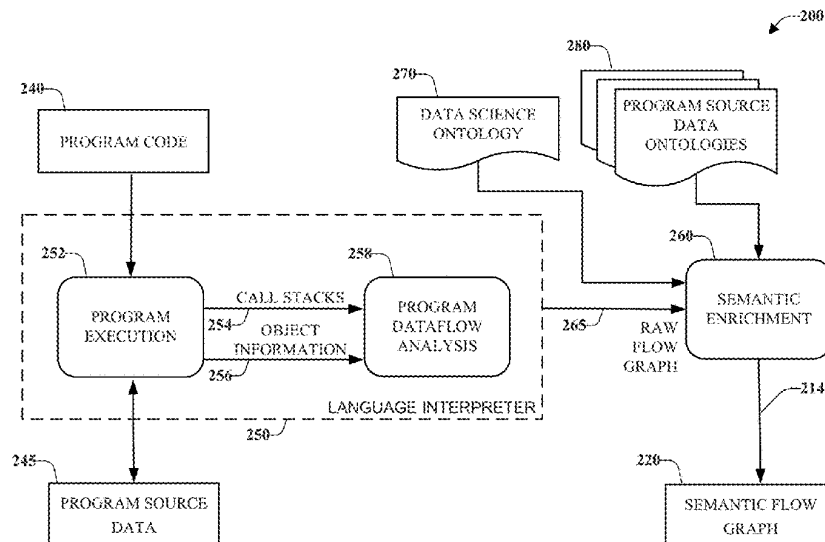 200
240
PROGRAM CODE
270
DATA SCIENCE
ONTOLOGY
280
PROGRAM SOURCE
DATA
ONTOLOGIES
252
PROGRAM
EXECUTION
CALL STACKS
254
OBJECT
INFORMATION
256
258
PROGRAM
DATAFLOW
ANALYSIS
LANGUAGE INTERPRETER
250
265
RAW
FLOW
GRAPH
260
SEMANTIC
ENRICHMENT
214
245
PROGRAM SOURCE
DATA
220
SEMANTIC FLOW
GRAPH